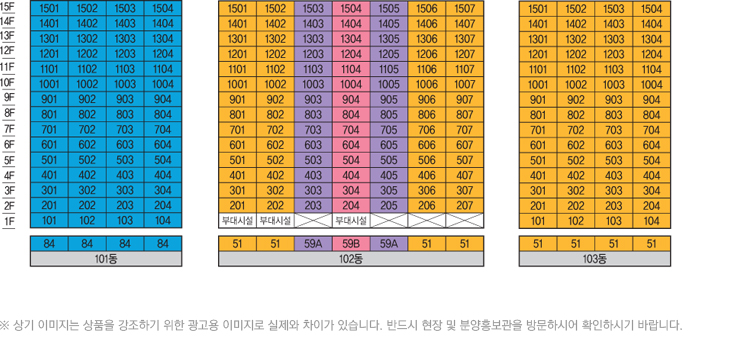 15F 1501 1502 1503 1504 1501 1502 1503 1504 1505 1506 1507 1501 1502 1503 1504
14F 1401 1402 1403 1404 1401 1402 1403 1404 1405 1406 1407 1401 1402 1403 1404
13F 1301 1302 1303 1304 1301 1302 1303 1304 1305 1306 1307 1301 1302 1303 1304
12F 1201 1202 1203 1204 1201 1202 1203 1204 1205 1206 1207 1201 1202 1203 1204
11F 1101 1102 1103 1104 1101 1102 1103 1104 1105 1106 1107 1101 1102 1103 1104
10F 1001 1002 1003 1004 1001 1002 1003 1004 1005 1006 1007 1001 1002 1003 1004
9F 901 902 903 904 901 902 903 904 905 906 907 901 902 903 904
8F 801 802 803 804 801 802 803 804 805 806 807 801 802 803 804
7F 701 702 703 704 701 702 703 704 705 706 707 701 702 703 704
6F 601 602 603 604 601 602 603 604 605 606 607 601 602 603 604
5F 501 502 503 504 501 502 503 504 505 506 507 501 502 503 504
4F 401 402 403 404 401 402 403 404 405 406 407 401 402 403 404
3F 301 302 303 304 301 302 303 304 305 306 307 301 302 303 304
2F 201 202 203 204 201 202 203 204 205 206 207 201 202 203 204
1F 101 102 103 104 부대시설 부대시설 부대시설 101 102 103 104
84 84 84 84 51 51 59A 59B 59A 51 51 51 51 51 51
101동 102동 103동
※ 상기 이미지는 상품을 강조하기 위한 광고용 이미지로 실제와 차이가 있습니다. 반드시 현장 및 분양홍보관을 방문하시어 확인하시기 바랍니다.